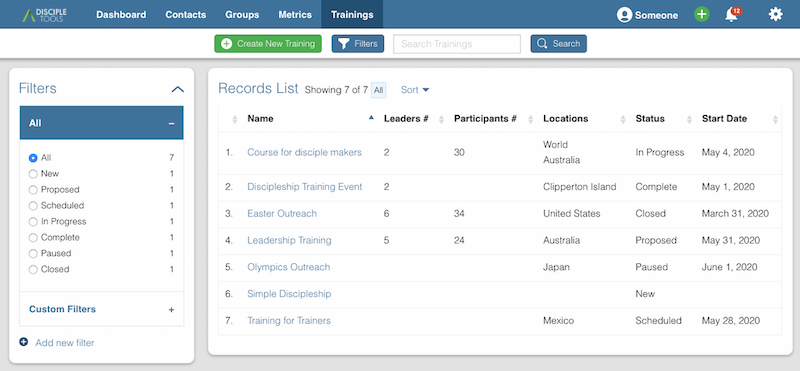 DISCIPLE TOOLS Dashboard Contacts Groups Metrics Trainings Someone 12
Create New Training Filters Search Trainings Search
Filters
All
All 7
New 1
Proposed 1
Scheduled 1
In Progress 1
Complete 1
Paused 1
Closed 1
Custom Filters +
Add new filter
Records List Showing 7 of 7 All Sort
Name Leaders # Participants # Locations Status Start Date
1. Course for disciple makers 2 30 World Australia In Progress May 4, 2020
2. Discipleship Training Event 2 Clipperton Island Complete May 1, 2020
3. Easter Outreach 6 34 United States Closed March 31, 2020
4. Leadership Training 5 24 Australia Proposed May 31, 2020
5. Olympics Outreach Japan Paused June 1, 2020
6. Simple Discipleship New
7. Training for Trainers Mexico Scheduled May 28, 2020